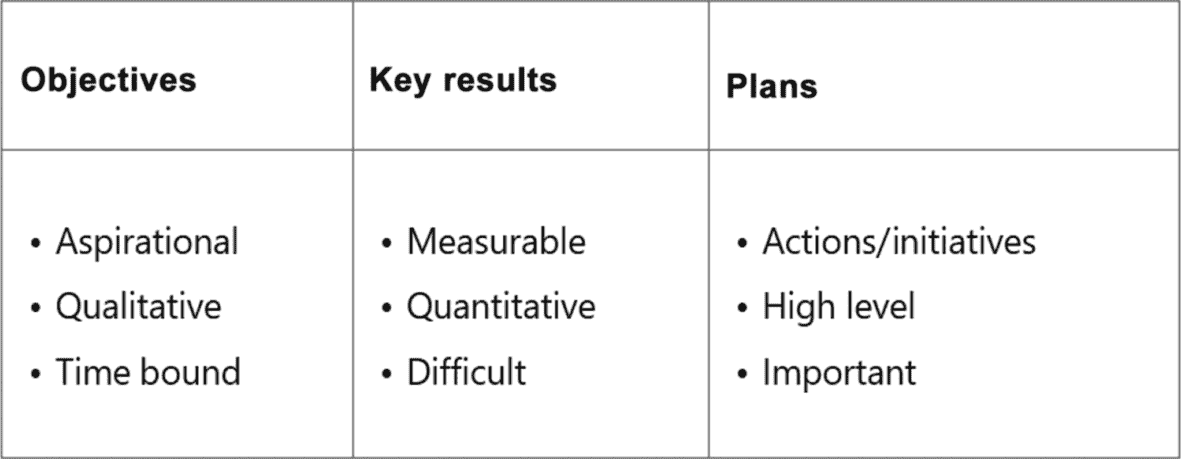 Objectives
Key results
Plans
• Aspirational
• Qualitative
• Time bound
• Measurable
• Quantitative
• Difficult
• Actions/initiatives
• High level
• Important